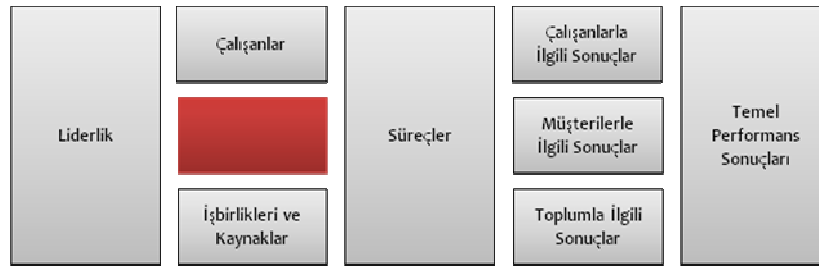 Liderlik
Çalışanlar
İşbirlikleri ve
Kaynaklar
Süreçler
Çalışanlarla
İlgili Sonuçlar
Müşterilerle
İlgili Sonuçlar
Toplumla İlgili
Sonuçlar
Temel
Performans
Sonuçları